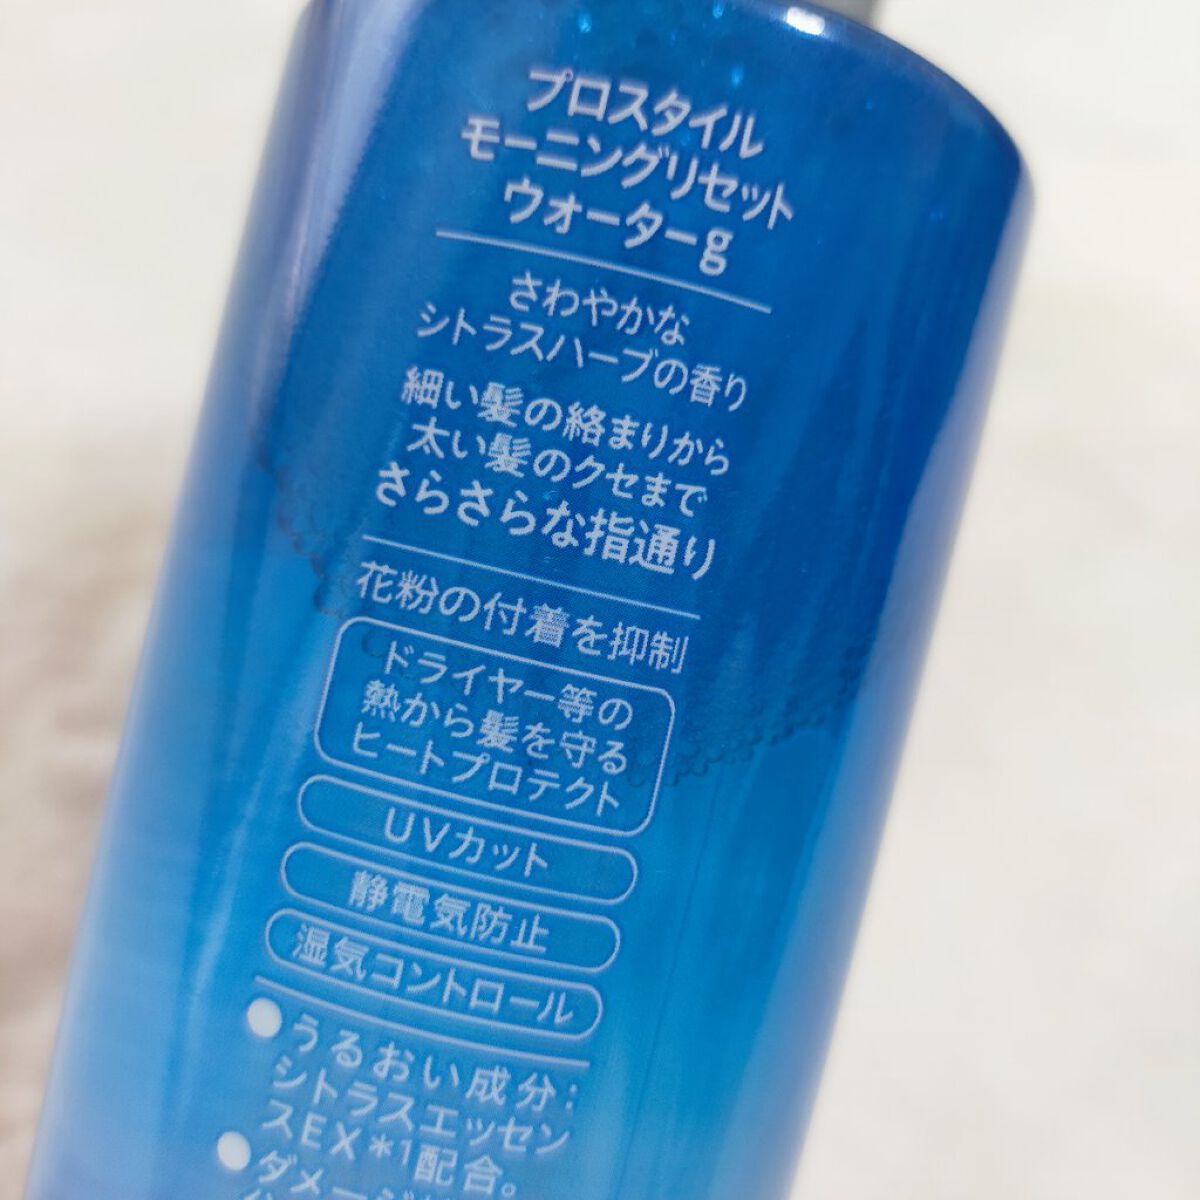 プロスタイル
モーニングリセット
ウォーターg
さわやかな
シトラスハーブの香り
細い髪の絡まりから
太い髪のクセまで
さらさらな指通り
花粉の付着を抑制
ドライヤー等の
熱から髪を守る
ヒートプロテクト
UVカット
静電気防止
湿気コントロール
●うるおい成分:
シトラスエッセン
スEX*1配合。
●ダメージ